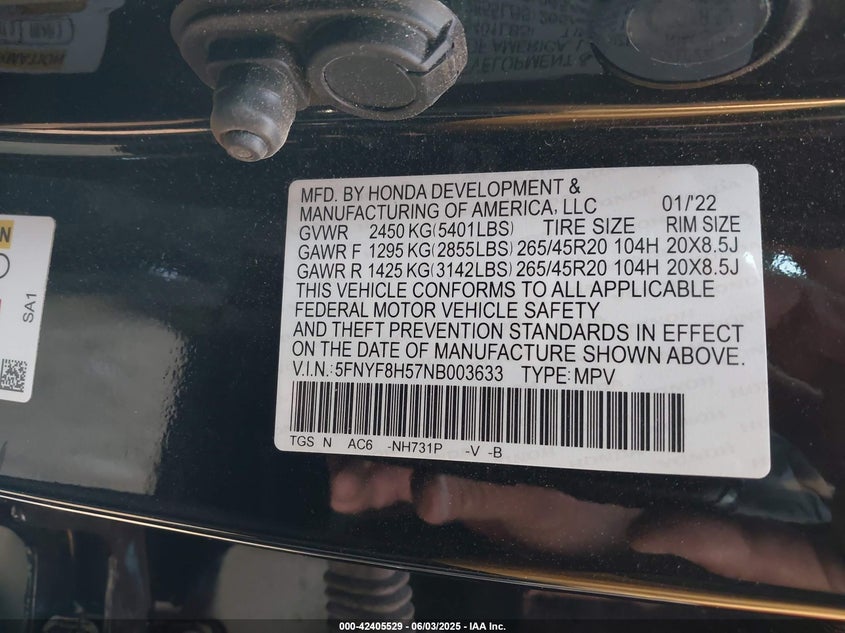 MFD. BY HONDA DEVELOPMENT &
MANUFACTURING OF AMERICA, LLC 01/'22
GVWR 2450 KG(5401LBS) TIRE SIZE RIM SIZE
GAWR F 1295 KG(2855LBS) 265/45R20 104H 20X8.5J
GAWR R 1425 KG(3142LBS) 265/45R20 104H 20X8.5J
THIS VEHICLE CONFORMS TO ALL APPLICABLE
FEDERAL MOTOR VEHICLE SAFETY
AND THEFT PREVENTION STANDARDS IN EFFECT
ON THE DATE OF MANUFACTURE SHOWN ABOVE.
V.I.N.:5FNYF8H57NB003633 TYPE:MPV
TGS N AC6 -NH731P -V -B
SA1
000-42405529 - 06/03/2025 - IAA Inc.